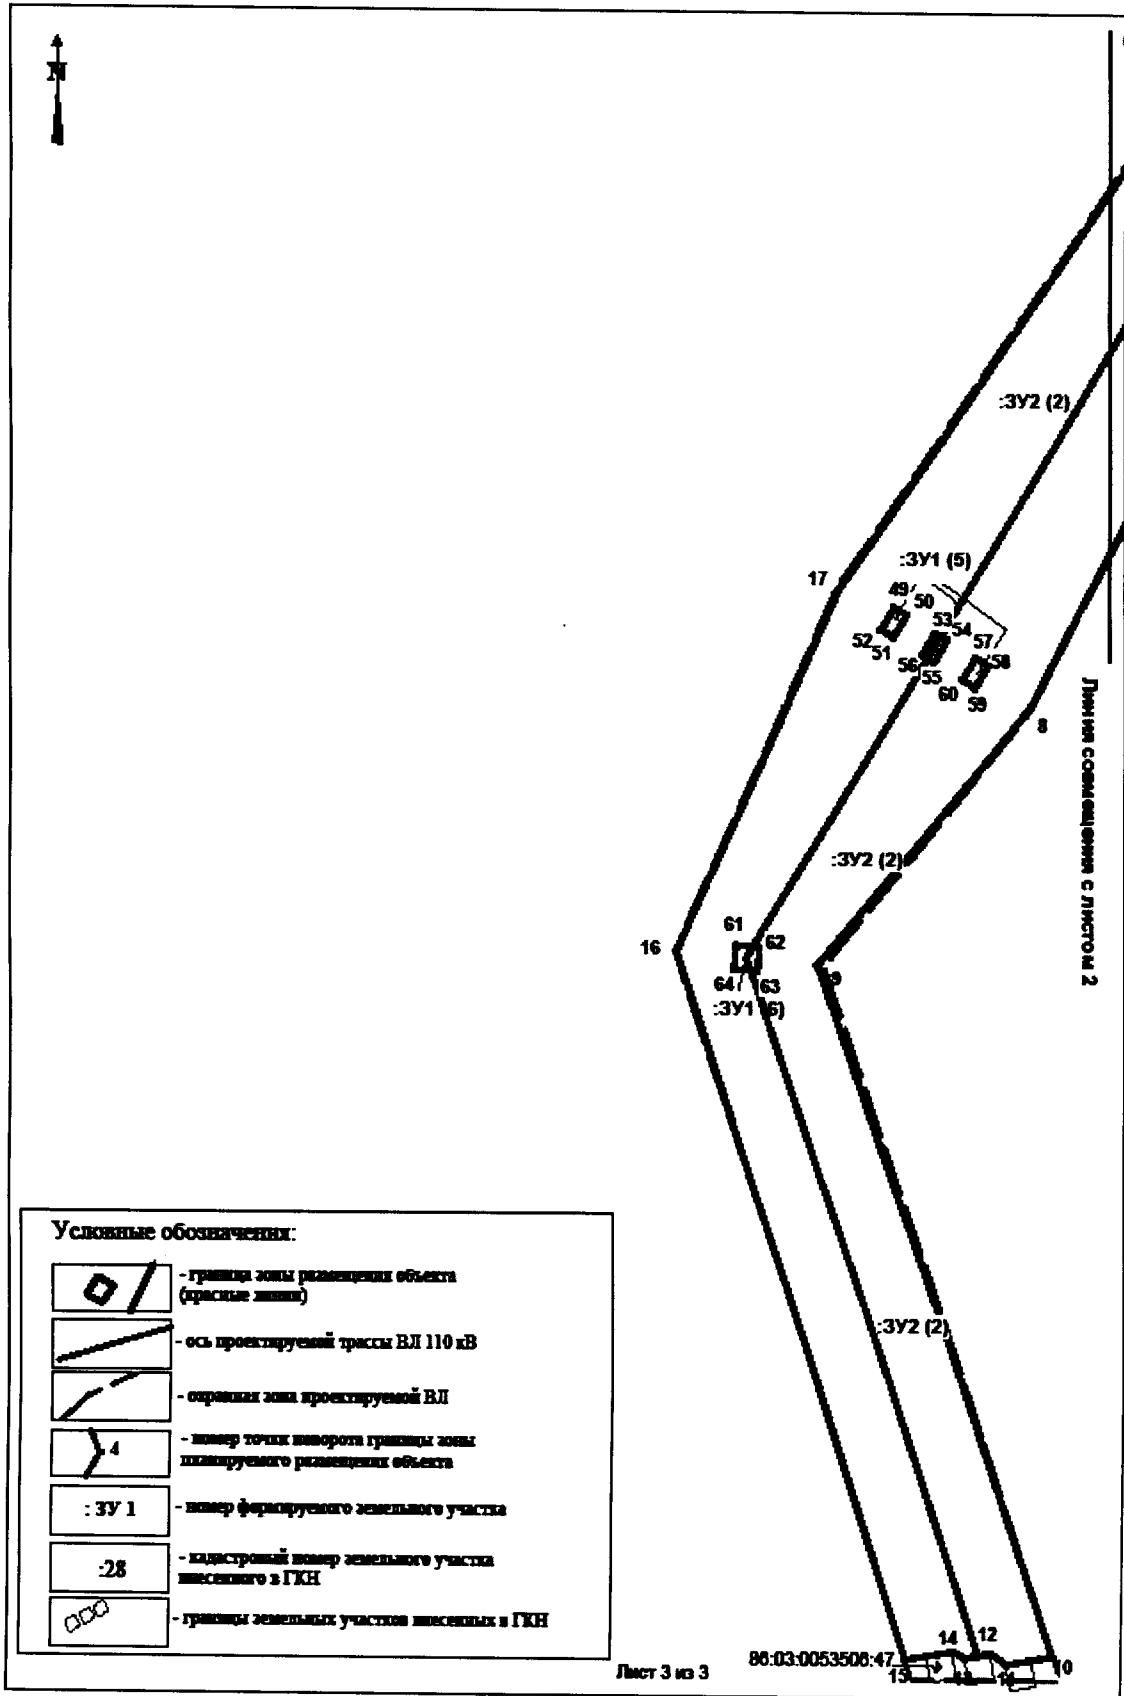 N
:ЗУ2 (2)
:ЗУ1 (5)
17
49
50
53
54
57
58
52
51
56
55
60
59
8
Линия совмещения с листом 2
:ЗУ2 (2)
61
62
16
9
64
63
:ЗУ1 (6)
:ЗУ2 (2)
Условные обозначения:
- граница зоны размещения объекта
(красные линии)
- ось проектируемой трассы ВЛ 110 кВ
- охранная зона проектируемой ВЛ
4
- номер точки поворота границы зоны
планируемого размещения объекта
: ЗУ 1
- номер формируемого земельного участка
:28
- кадастровый номер земельного участка
внесенного в ГКН
- границы земельных участков внесенных в ГКН
14
12
86:03:0053506:47
10
15
Лист 3 из 3